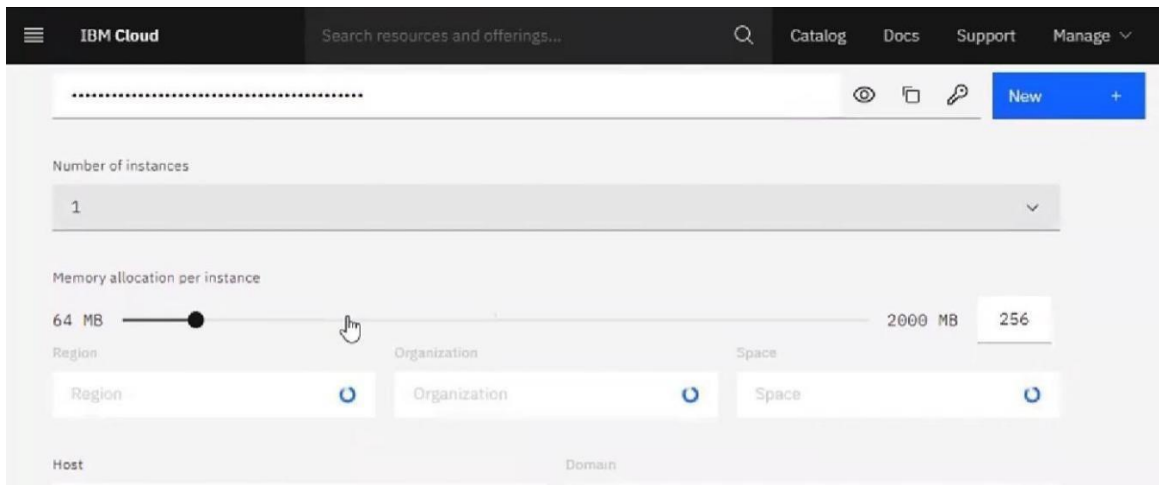 IBM Cloud Search resources and offerings... Catalog Docs Support Manage
•••••••••••••••••••••••••••••••••••••••••••• New +
Number of instances
1
Memory allocation per instance
64 MB 2000 MB 256
Region Organization Space
Region Organization Space
Host Domain